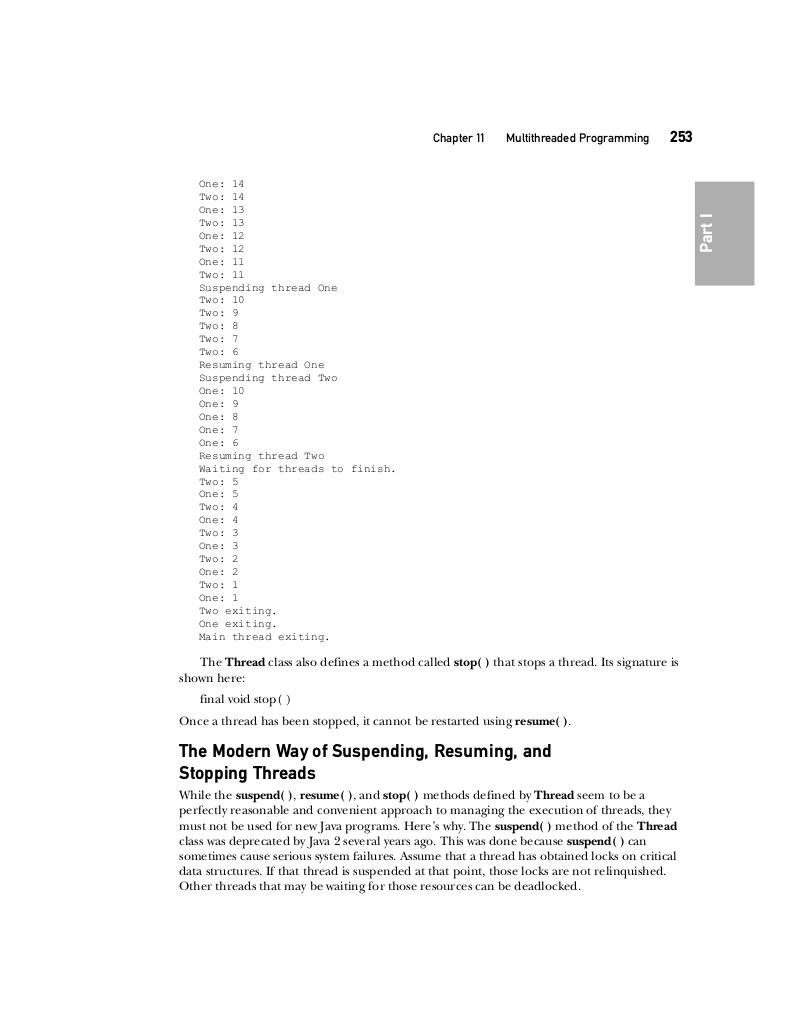 Chapter 11 Multithreaded Programming 253
Part I
One: 14
Two: 14
One: 13
Two: 13
One: 12
Two: 12
One: 11
Two: 11
Suspending thread One
Two: 10
Two: 9
Two: 8
Two: 7
Two: 6
Resuming thread One
Suspending thread Two
One: 10
One: 9
One: 8
One: 7
One: 6
Resuming thread Two
Waiting for threads to finish.
Two: 5
One: 5
Two: 4
One: 4
Two: 3
One: 3
Two: 2
One: 2
Two: 1
One: 1
Two exiting.
One exiting.
Main thread exiting.
The Thread class also defines a method called stop( ) that stops a thread. Its signature is
shown here:
final void stop( )
Once a thread has been stopped, it cannot be restarted using resume( ).
The Modern Way of Suspending, Resuming, and
Stopping Threads
While the suspend( ), resume( ), and stop( ) methods defined by Thread seem to be a
perfectly reasonable and convenient approach to managing the execution of threads, they
must not be used for new Java programs. Here's why. The suspend( ) method of the Thread
class was deprecated by Java 2 several years ago. This was done because suspend( ) can
sometimes cause serious system failures. Assume that a thread has obtained locks on critical
data structures. If that thread is suspended at that point, those locks are not relinquished.
Other threads that may be waiting for those resources can be deadlocked.